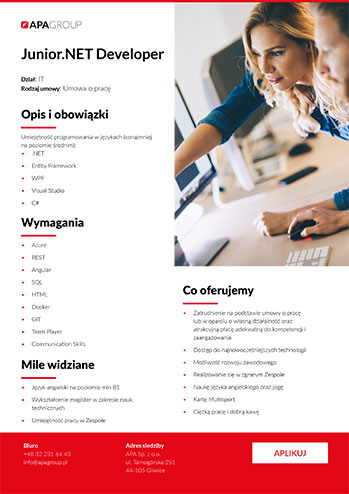 APAGROUP
Junior.NET Developer
Dział: IT
Rodzaj umowy: Umowa o pracę
Opis i obowiązki
Umiejętność programowania w językach (conajmniej
na poziomie średnim):
• .NET
• Entity Framework
• WPF
• Visual Studio
• C#
Wymagania
• Azure
• REST
• Angular
• SQL
• HTML
• Docker
• GIT
• Team Player
• Communication Skills
Mile widziane
• Język angielski na poziomie min B1
• Wykształcenie magister w zakresie nauk
technicznych
• Umiejętność pracy w Zespole
Co oferujemy
• Zatrudnienie na podstawie umowy o pracę
lub w oparciu o własną działalność oraz
atrakcyjną płacę adekwatną do kompetencji i
zaangażowania
• Dostęp do najnowocześniejszych technologii
• Możliwość rozwoju zawodowego
• Realizowanie się w zgranym Zespole
• Naukę języka angielskiego oraz jogę
• Kartę Multisport
• Ciężką pracę i dobrą kawę
Biuro
+48 32 231 64 43
info@apagroup.pl
Adres siedziby
APA Sp. z o.o.
ul. Tarnogórska 251
44-105 Gliwice
APLIKUJ